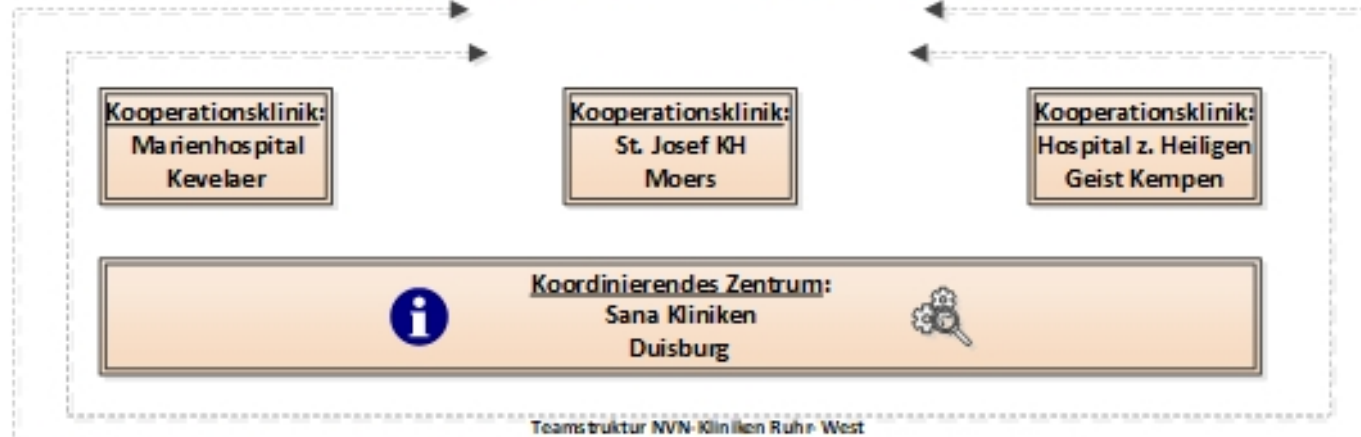 Kooperationsklinik:
Marienhospital
Kevelaer
Kooperationsklinik:
St. Josef KH
Moers
Kooperationsklinik:
Hospital z. Heiligen
Geist Kempen
Koordinierendes Zentrum:
Sana Kliniken
Duisburg
Teamstruktur NVN-Kliniken Ruhr-West